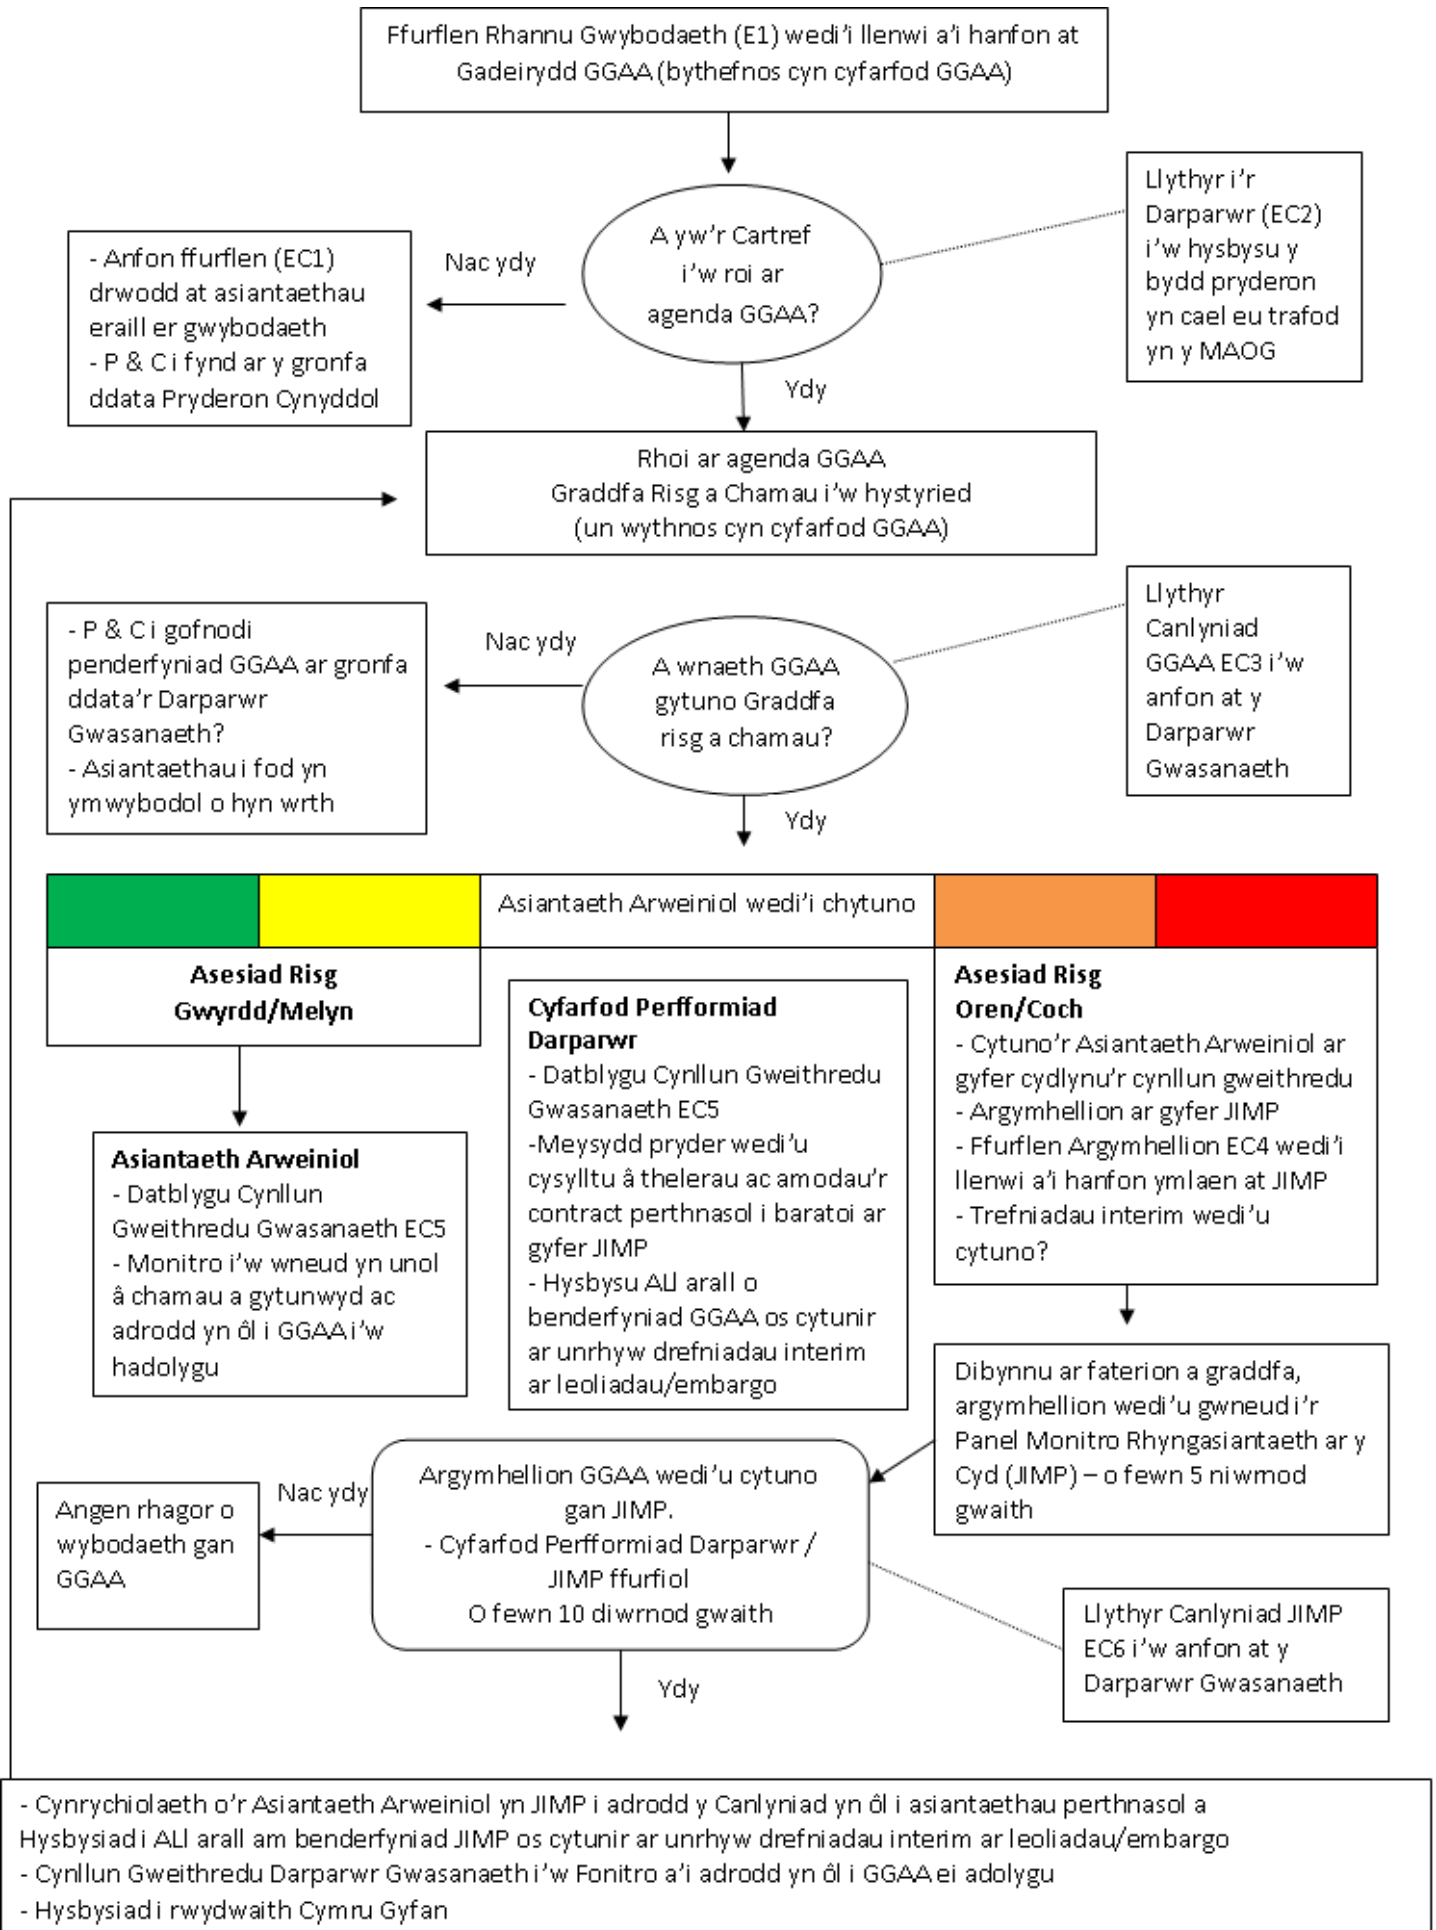 Ffurflen Rhannu Gwybodaeth (E1) wedi’i llenwi a’i hanfon at
Gadeirydd GGAA (bythefnos cyn cyfarfod GGAA)
Llythyr i’r
Darparwr (EC2)
i’w hysbysu y
bydd pryderon
yn cael eu trafod
yn y MAOG
A yw’r Cartref
i’w roi ar
agenda GGAA?
Nac ydy
- Anfon ffurflen (EC1)
drwodd at asiantaethau
eraill er gwybodaeth
- P & C i fynd ar y gronfa
ddata Pryderon Cynyddol
Ydy
Rhoi ar agenda GGAA
Graddfa Risg a Chamau i’w hystyried
(un wythnos cyn cyfarfod GGAA)
Llythyr
Canlyniad
GGAA EC3 i’w
anfon at y
Darparwr
Gwasanaeth
A wnaeth GGAA
gytuno Graddfa
risg a chamau?
Nac ydy
- P & C i gofnodi
penderfyniad GGAA ar gronfa
ddata’r Darparwr
Gwasanaeth?
- Asiantaethau i fod yn
ymwybodol o hyn wrth
Ydy
Asiantaeth Arweiniol wedi’i chytuno
Asesiad Risg
Gwyrdd/Melyn
Asiantaeth Arweiniol
- Datblygu Cynllun
Gweithredu Gwasanaeth EC5
- Monitro i’w wneud yn unol
â chamau a gytunwyd ac
adrodd yn ôl i GGAA i’w
hadolygu
Cyfarfod Perfformiad
Darparwr
- Datblygu Cynllun Gweithredu
Gwasanaeth EC5
-Meysydd pryder wedi’u
cysylltu â thelerau ac amodau’r
contract perthnasol i baratoi ar
gyfer JIMP
- Hysbysu ALl arall o
benderfyniad GGAA os cytunir
ar unrhyw drefniadau interim
ar leoliadau/embargo
Asesiad Risg
Oren/Coch
- Cytuno’r Asiantaeth Arweiniol ar
gyfer cydlynu’r cynllun gweithredu
- Argymhellion ar gyfer JIMP
- Ffurflen Argymhellion EC4 wedi’i
llenwi a’i hanfon ymlaen at JIMP
- Trefniadau interim wedi’u
cytuno?
Dibynnu ar faterion a graddfa,
argymhellion wedi’u gwneud i’r
Panel Monitro Rhyngasiantaeth ar y
Cyd (JIMP) – o fewn 5 niwrnod
gwaith
Argymhellion GGAA wedi’u cytuno
gan JIMP.
- Cyfarfod Perfformiad Darparwr /
JIMP ffurfiol
O fewn 10 diwrnod gwaith
Nac ydy
Angen rhagor o
wybodaeth gan
GGAA
Llythyr Canlyniad JIMP
EC6 i’w anfon at y
Darparwr Gwasanaeth
Ydy
- Cynrychiolaeth o’r Asiantaeth Arweiniol yn JIMP i adrodd y Canlyniad yn ôl i asiantaethau perthnasol a
Hysbysiad i ALl arall am benderfyniad JIMP os cytunir ar unrhyw drefniadau interim ar leoliadau/embargo
- Cynllun Gweithredu Darparwr Gwasanaeth i’w Fonitro a’i adrodd yn ôl i GGAA ei adolygu
- Hysbysiad i rwydwaith Cymru Gyfan